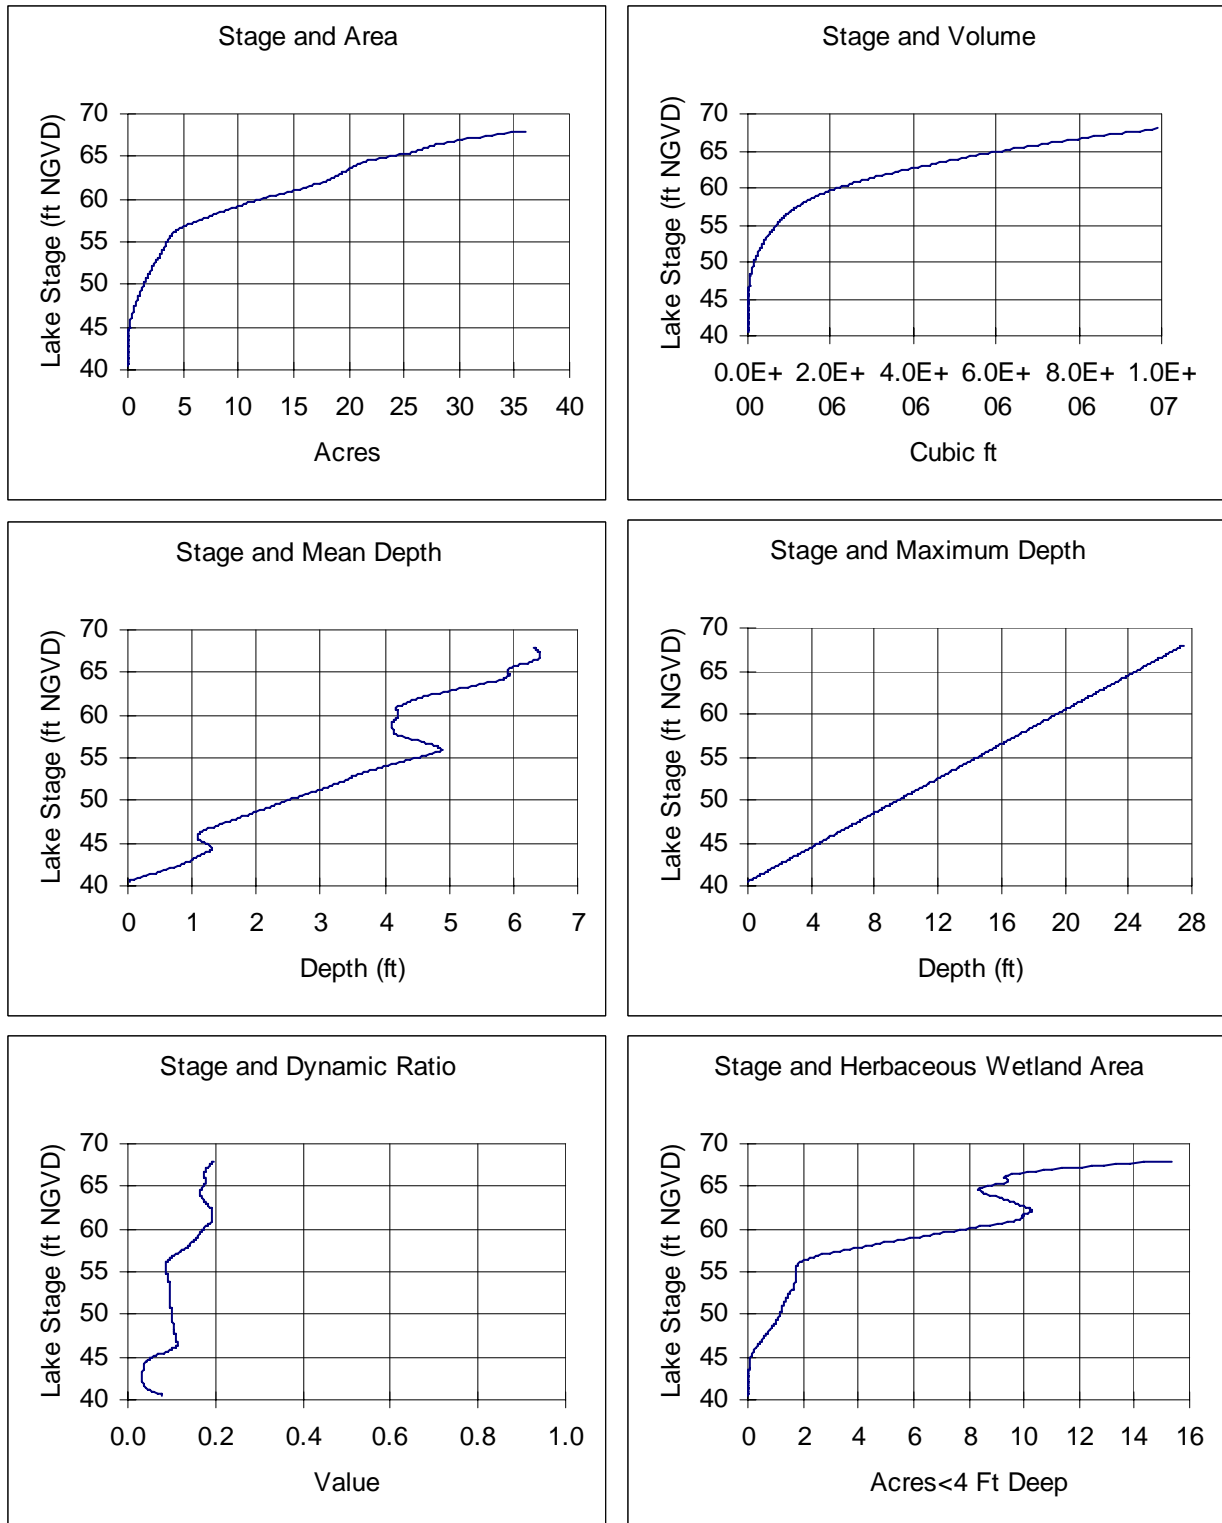 Stage and Area
Lake Stage (ft NGVD)
70
65
60
55
50
45
40
0 5 10 15 20 25 30 35 40
Acres
Stage and Volume
Lake Stage (ft NGVD)
70
65
60
55
50
45
40
0.0E+ 2.0E+ 4.0E+ 6.0E+ 8.0E+ 1.0E+
00 06 06 06 06 07
Cubic ft
Stage and Mean Depth
Lake Stage (ft NGVD)
70
65
60
55
50
45
40
0 1 2 3 4 5 6 7
Depth (ft)
Stage and Maximum Depth
Lake Stage (ft NGVD)
70
65
60
55
50
45
40
0 4 8 12 16 20 24 28
Depth (ft)
Stage and Dynamic Ratio
Lake Stage (ft NGVD)
70
65
60
55
50
45
40
0.0 0.2 0.4 0.6 0.8 1.0
Value
Stage and Herbaceous Wetland Area
Lake Stage (ft NGVD)
70
65
60
55
50
45
40
0 2 4 6 8 10 12 14 16
Acres<4 Ft Deep